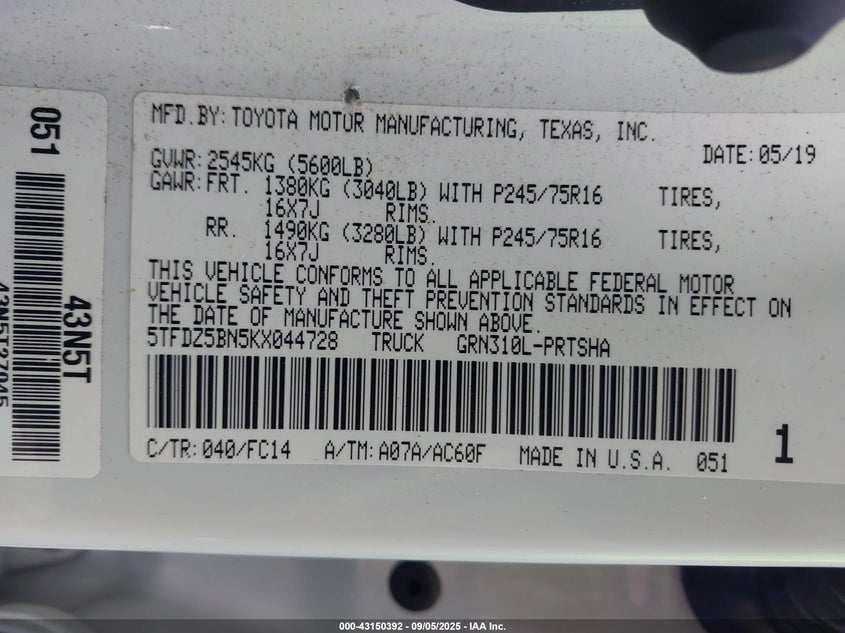 051
43N5T
43N5T27045
MFD.BY: TOYOTA MOTOR MANUFACTURING, TEXAS, INC.
DATE: 05/19
GVWR: 2545KG (5600LB)
GAWR: FRT. 1380KG (3040LB) WITH P245/75R16 TIRES,
16X7J RIMS.
RR. 1490KG (3280LB) WITH P245/75R16 TIRES,
16X7J RIMS.
THIS VEHICLE CONFORMS TO ALL APPLICABLE FEDERAL MOTOR
VEHICLE SAFETY AND THEFT PREVENTION STANDARDS IN EFFECT ON
THE DATE OF MANUFACTURE SHOWN ABOVE.
5TFDZ5BN5KX044728 TRUCK GRN310L-PRTSHA
C/TR: 040/FC14 A/TM: A07A/AC60F MADE IN U.S.A. 051
1
000-43150392 - 09/05/2025 - IAA Inc.